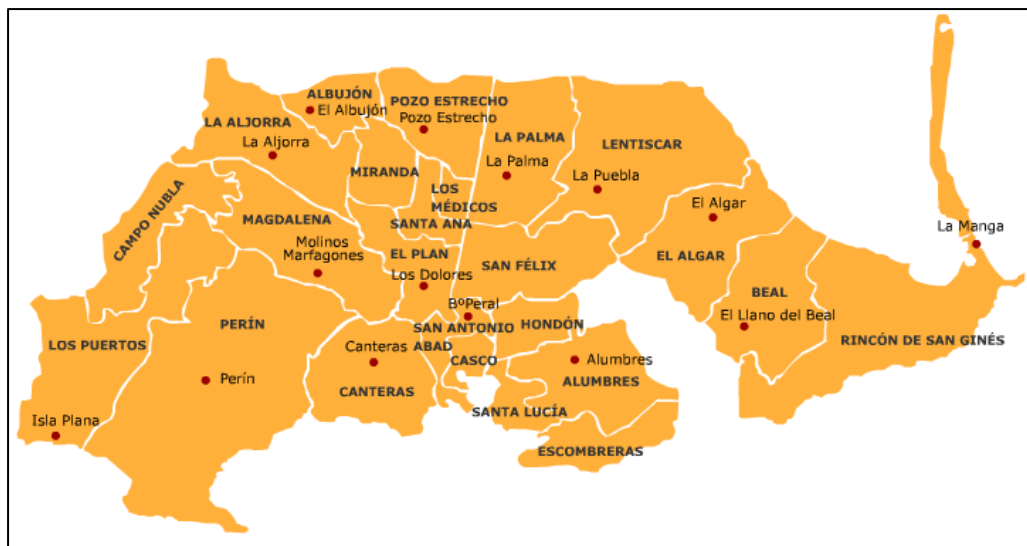 ALBUJÓN
El Albujón
POZO ESTRECHO
Pozo Estrecho
LA ALJORRA
La Aljorra
LA PALMA
La Palma
LENTISCAR
La Puebla
MIRANDA
LOS
MÉDICOS
CAMPO NUBLA
MAGDALENA
Molinos
Marfagones
SANTA ANA
El Algar
EL ALGAR
La Manga
EL PLAN
Los Dolores
SAN FÉLIX
BEAL
El Llano del Beal
BºPeral
PERÍN
Perín
SAN ANTONIO
ABAD
HONDÓN
LOS PUERTOS
RINCÓN DE SAN GINÉS
Canteras
CANTERAS
CASCO
Alumbres
ALUMBRES
Isla Plana
SANTA LUCÍA
ESCOMBRERAS